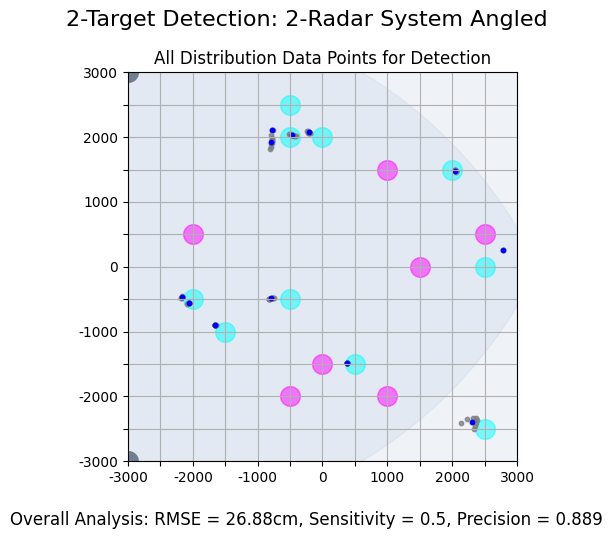 2-Target Detection: 2-Radar System Angled
All Distribution Data Points for Detection
3000
2000
1000
0
-1000
-2000
-3000
-3000 -2000 -1000 0 1000 2000 3000
Overall Analysis: RMSE = 26.88cm, Sensitivity = 0.5, Precision = 0.889